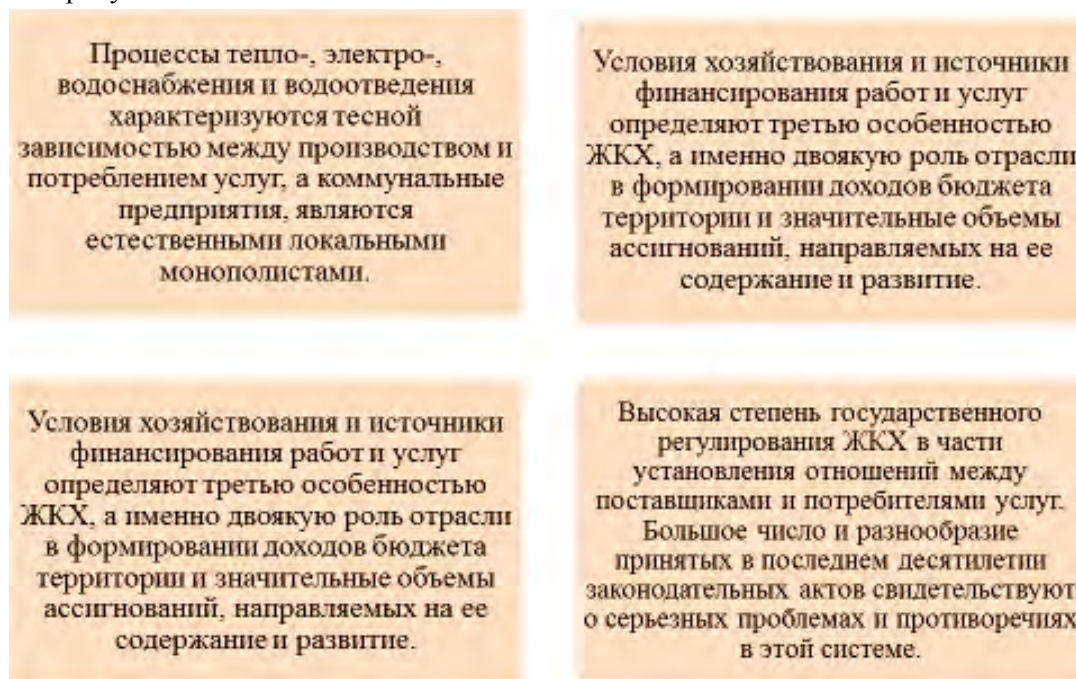 Процессы тепло-, электро-,
водоснабжения и водоотведения
характеризуются тесной
зависимостью между производством и
потреблением услуг, а коммунальные
предприятия, являются
естественными локальными
монополистами.
Условия хозяйствования и источники
финансирования работ и услуг
определяют третью особенностью
ЖКХ, а именно двоякую роль отрасли
в формировании доходов бюджета
территории и значительные объемы
ассигнований, направляемых на ее
содержание и развитие.
Условия хозяйствования и источники
финансирования работ и услуг
определяют третью особенностью
ЖКХ, а именно двоякую роль отрасли
в формировании доходов бюджета
территории и значительные объемы
ассигнований, направляемых на ее
содержание и развитие.
Высокая степень государственного
регулирования ЖКХ в части
установления отношений между
поставщиками и потребителями услуг.
Большое число и разнообразие
принятых в последнем десятилетии
законодательных актов свидетельствуют
о серьезных проблемах и противоречиях
в этой системе.